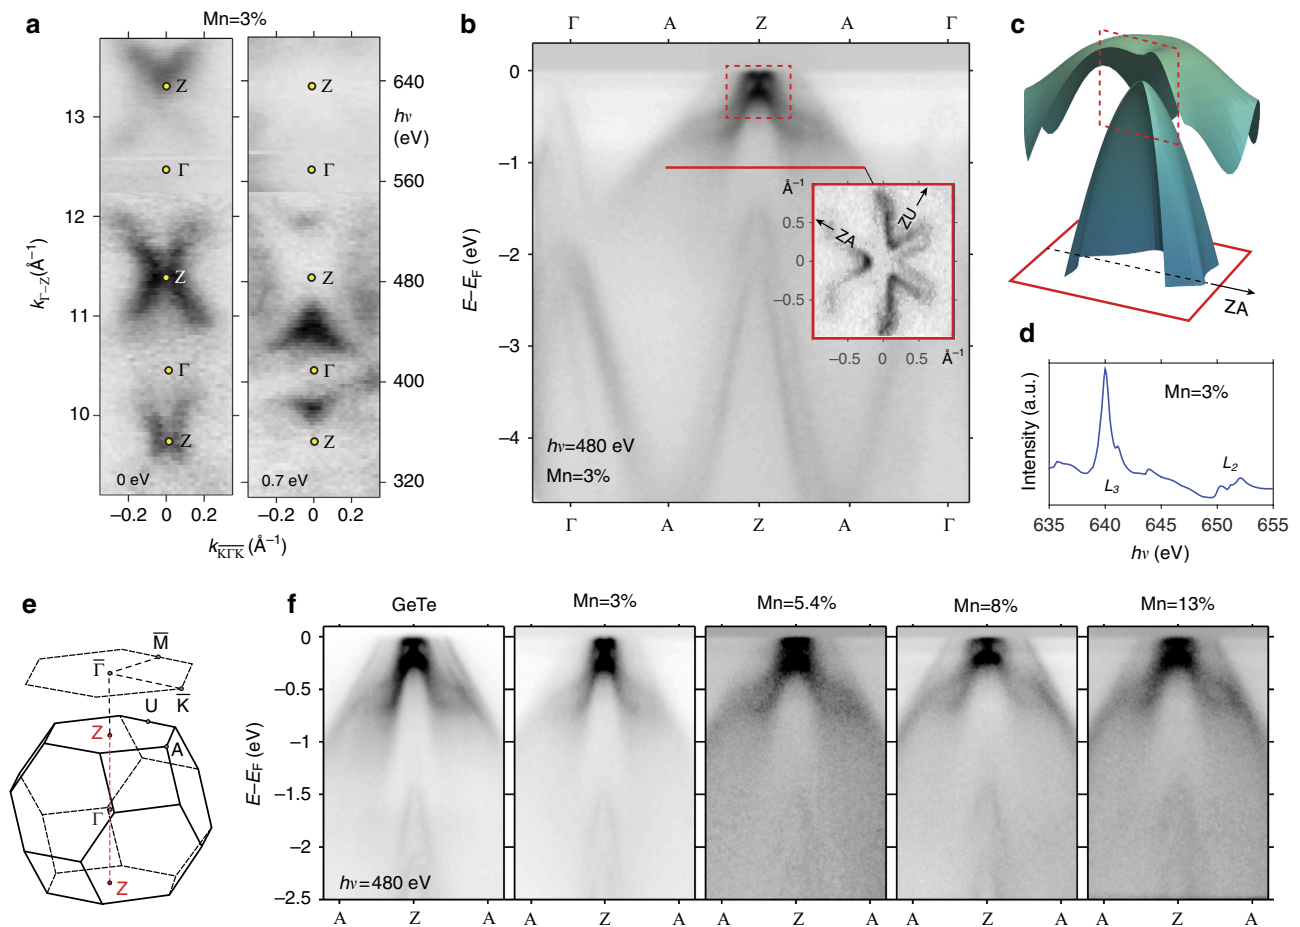 a
Mn=3%
Z Z 640
13 hν
(eV)
Γ Γ 560
12
k_Γ−Z (Å⁻¹)
Z Z 480
11
Γ Γ 400
10
Z Z
0 eV 0.7 eV 320
−0.2 0 0.2 −0.2 0 0.2
k_K̅Γ̅K̅ (Å⁻¹)
b
Γ A Z A Γ
0
−1
−2
−3
−4
E−E_F (eV)
Å⁻¹
0.5
0
−0.5
ZA
ZU
−0.5 0 0.5 Å⁻¹
hν=480 eV
Mn=3%
Γ A Z A Γ
c
ZA
d
Mn=3%
Intensity (a.u.)
L₃
L₂
635 640 645 650 655
hν (eV)
e
M̅
Γ̅
K̅
U
Z
A
Γ
Z
f
GeTe Mn=3% Mn=5.4% Mn=8% Mn=13%
0
−0.5
−1
−1.5
−2
−2.5
E−E_F (eV)
hν=480 eV
A Z A A Z A A Z A A Z A A Z A